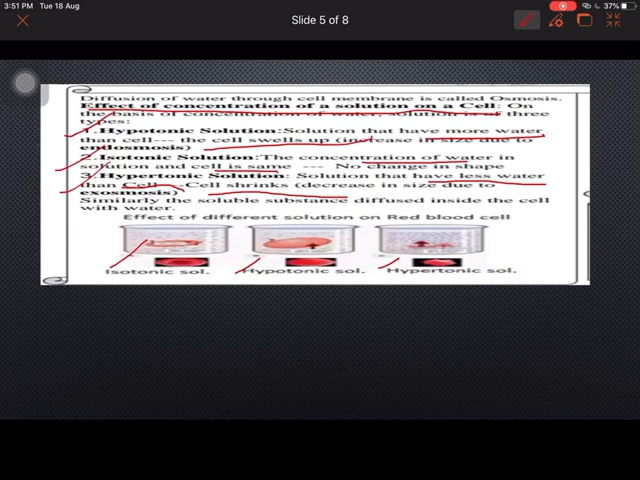 3:51 PM Tue 18 Aug
37%
Slide 5 of 8
Diffusion of water through cell membrane is called Osmosis.
Effect of concentration of a solution on a Cell: On
the basis of concentration of water, solution is of three
types:
1. Hypotonic Solution:Solution that have more water
than cell--- the cell swells up (increase in size due to
endosmosis)
2. Isotonic Solution:The concentration of water in
solution and cell is same --- No change in shape
3. Hypertonic Solution: Solution that have less water
than Cell----Cell shrinks (decrease in size due to
exosmosis)
Similarly the soluble substance diffused inside the cell
with water.
Effect of different solution on Red blood cell
Isotonic sol. Hypotonic sol. Hypertonic sol.